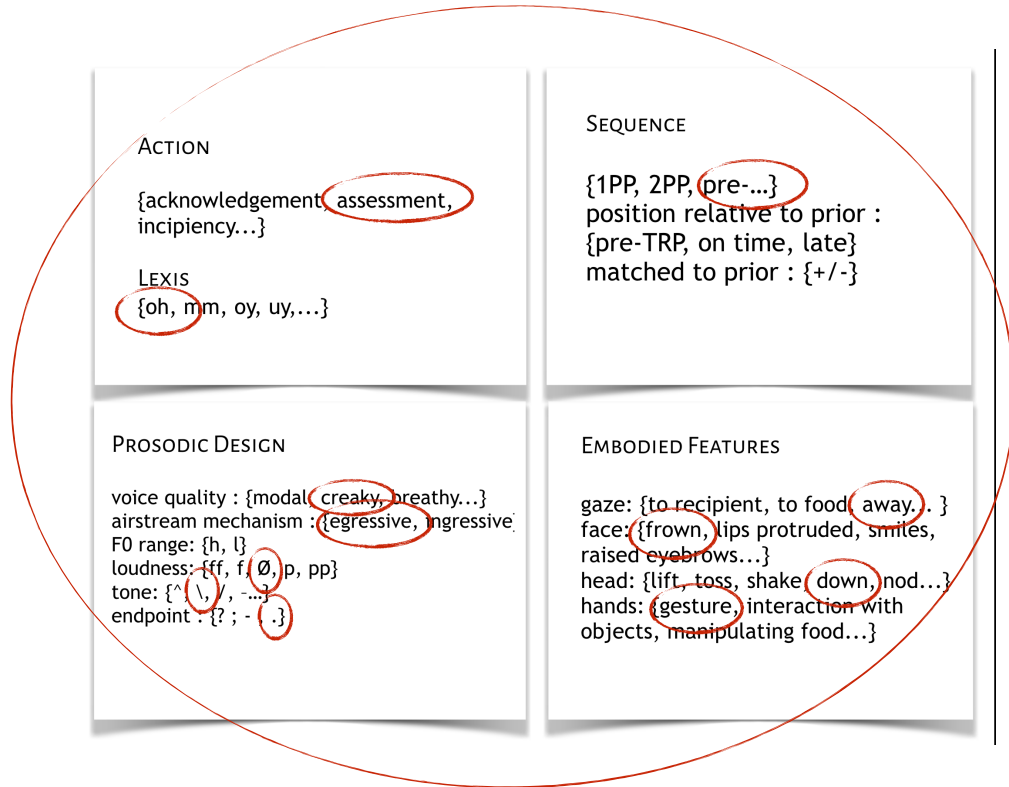 ACTION
{acknowledgement, assessment,
incipiency...}
LEXIS
{oh, mm, oy, uy,...}
SEQUENCE
{1PP, 2PP, pre-...}
position relative to prior :
{pre-TRP, on time, late}
matched to prior : {+/-}
PROSODIC DESIGN
voice quality : {modal, creaky, breathy...}
airstream mechanism : {egressive, ingressive}
F0 range: {h, l}
loudness: {ff, f, Ø, p, pp}
tone: {^, \, /, -...}
endpoint : {? ; - , .}
EMBODIED FEATURES
gaze: {to recipient, to food, away... }
face: {frown, lips protruded, smiles,
raised eyebrows...}
head: {lift, toss, shake, down, nod...}
hands: {gesture, interaction with
objects, manipulating food...}